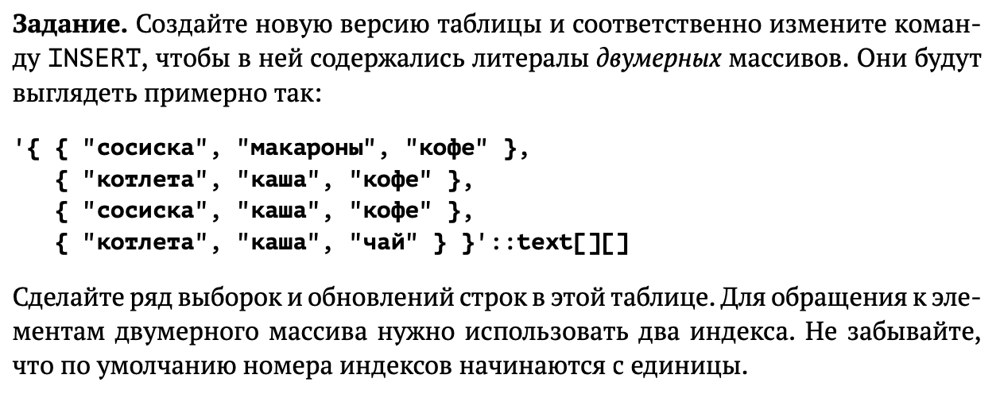 Задание. Создайте новую версию таблицы и соответственно измените коман-
ду INSERT, чтобы в ней содержались литералы двумерных массивов. Они будут
выглядеть примерно так:
'{ { "сосиска", "макароны", "кофе" },
{ "котлета", "каша", "кофе" },
{ "сосиска", "каша", "кофе" },
{ "котлета", "каша", "чай" } }'::text[][]
Сделайте ряд выборок и обновлений строк в этой таблице. Для обращения к эле-
ментам двумерного массива нужно использовать два индекса. Не забывайте,
что по умолчанию номера индексов начинаются с единицы.